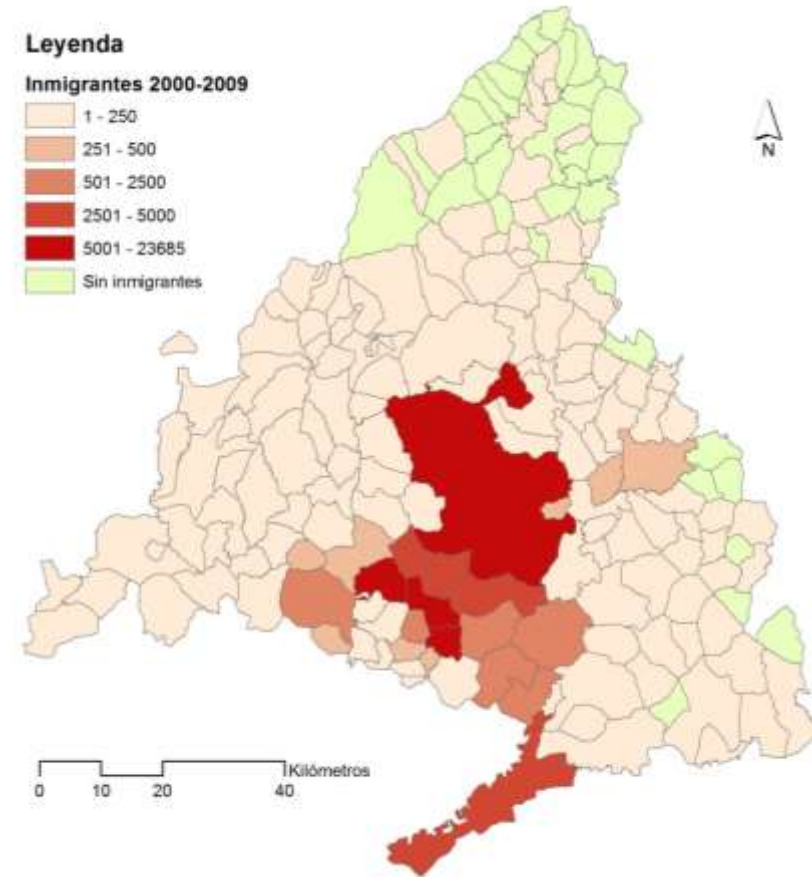 Leyenda
Inmigrantes 2000-2009
1 - 250
251 - 500
501 - 2500
2501 - 5000
5001 - 23685
Sin inmigrantes
N
Kilómetros
0 10 20 40